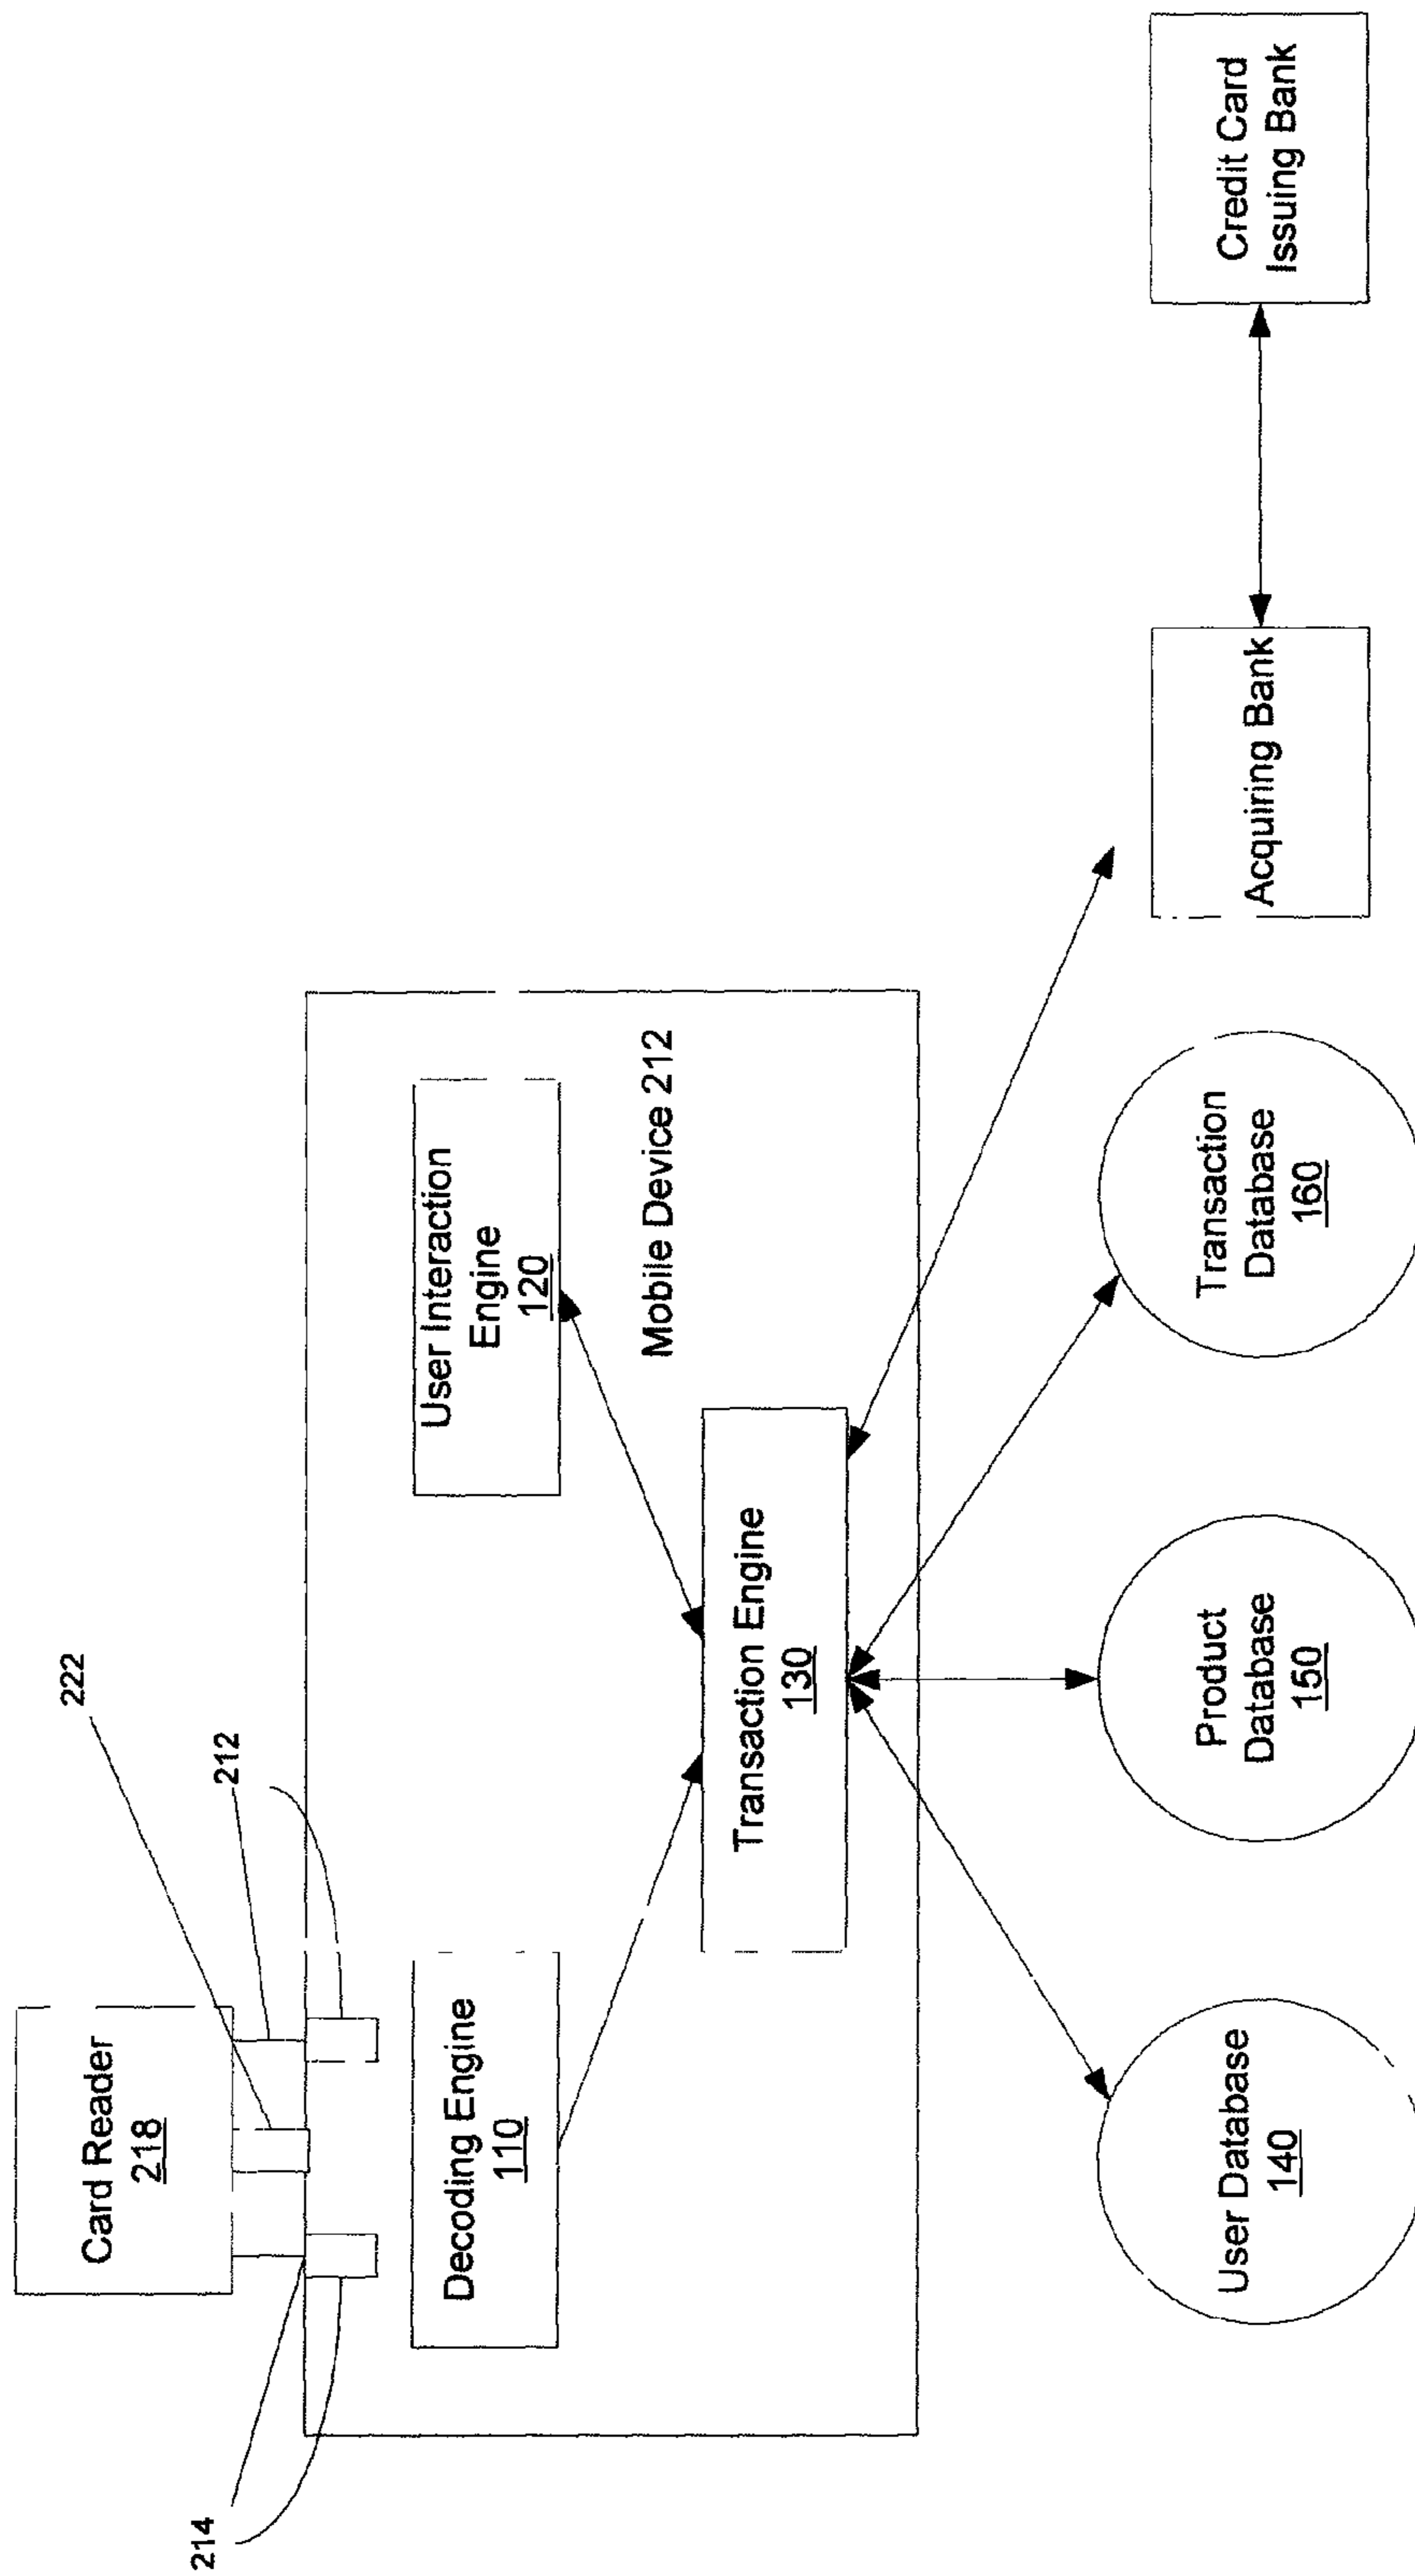 Card Reader
218
222
212
214
Decoding Engine
110
User Interaction
Engine
120
Mobile Device 212
Transaction Engine
130
User Database
140
Product
Database
150
Transaction
Database
160
Acquiring Bank
Credit Card
Issuing Bank